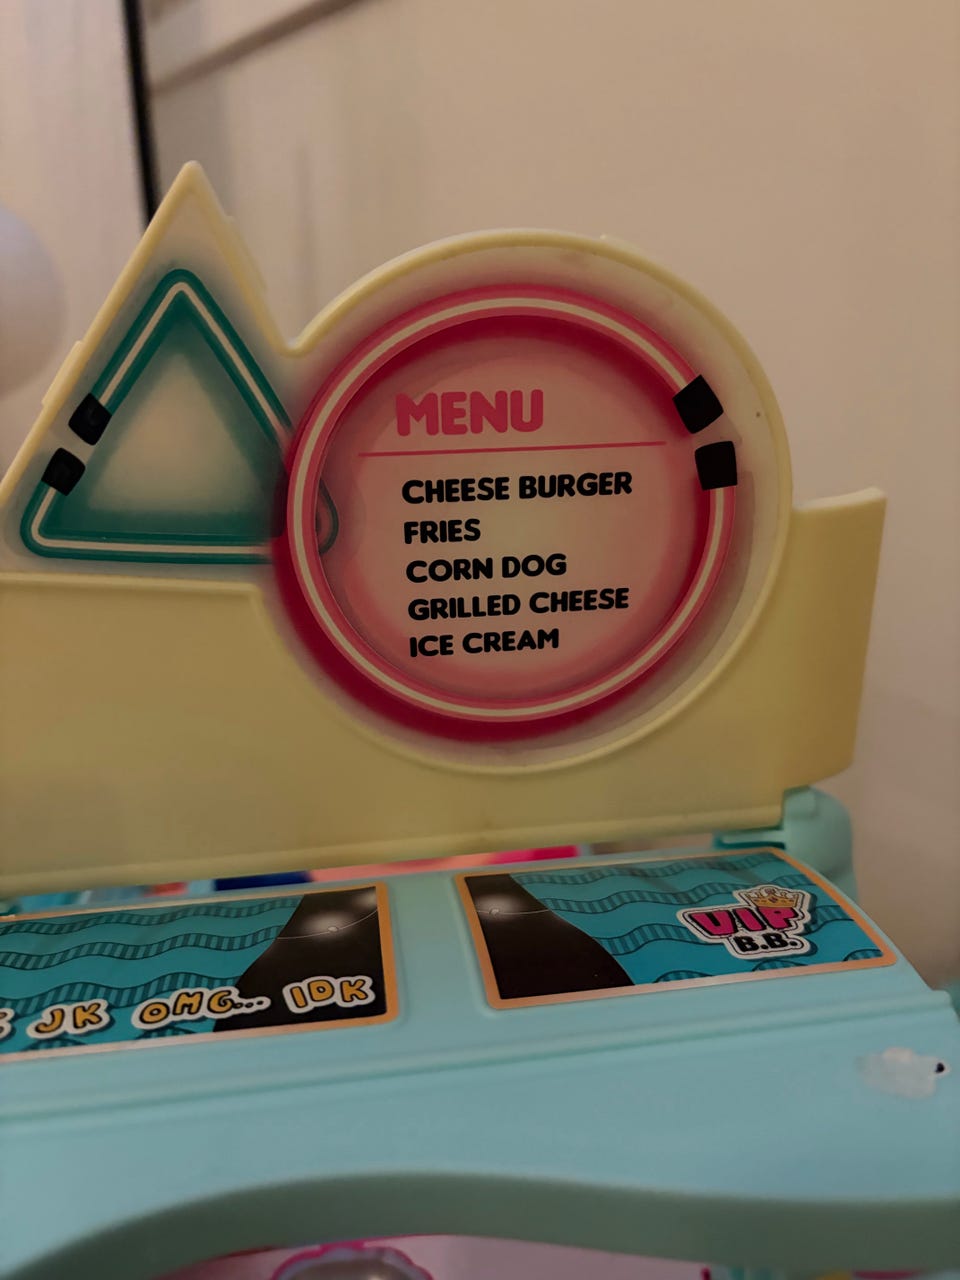 MENU
CHEESE BURGER
FRIES
CORN DOG
GRILLED CHEESE
ICE CREAM
VIP
B.B.
JK OMG... IDK